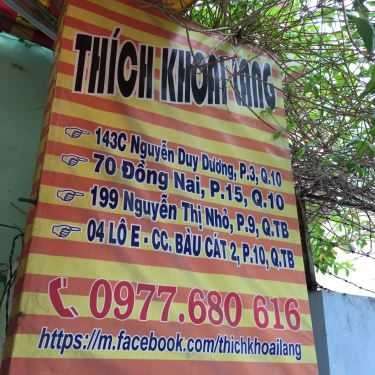 THÍCH KHOAI LANG
143C Nguyễn Duy Dương, P.3, Q.10
70 Đồng Nai, P.15, Q.10
199 Nguyễn Thị Nhỏ, P.9, Q.TB
04 LÔ E - CC. BÀU CÁT 2, P.10, Q.TB
0977.680 616
https://m.facebook.com/thichkhoailang